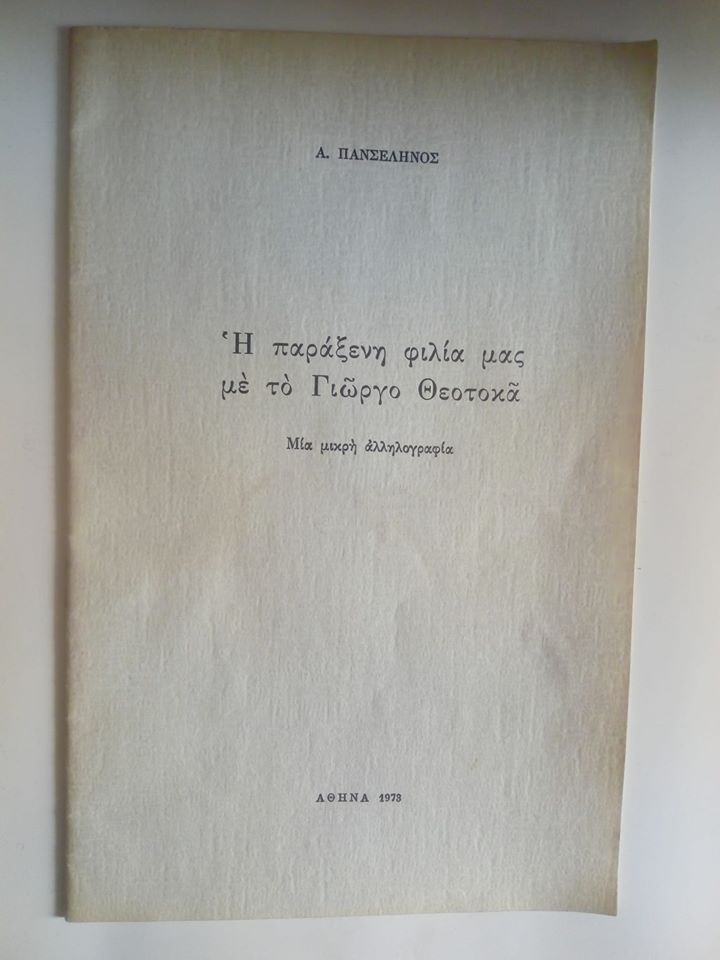 Α. ΠΑΝΣΕΛΗΝΟΣ
Ἡ παράξενη φιλία μας
μὲ τὸ Γιῶργο Θεοτοκᾶ
Μία μικρὴ ἀλληλογραφία
ΑΘΗΝΑ 1973